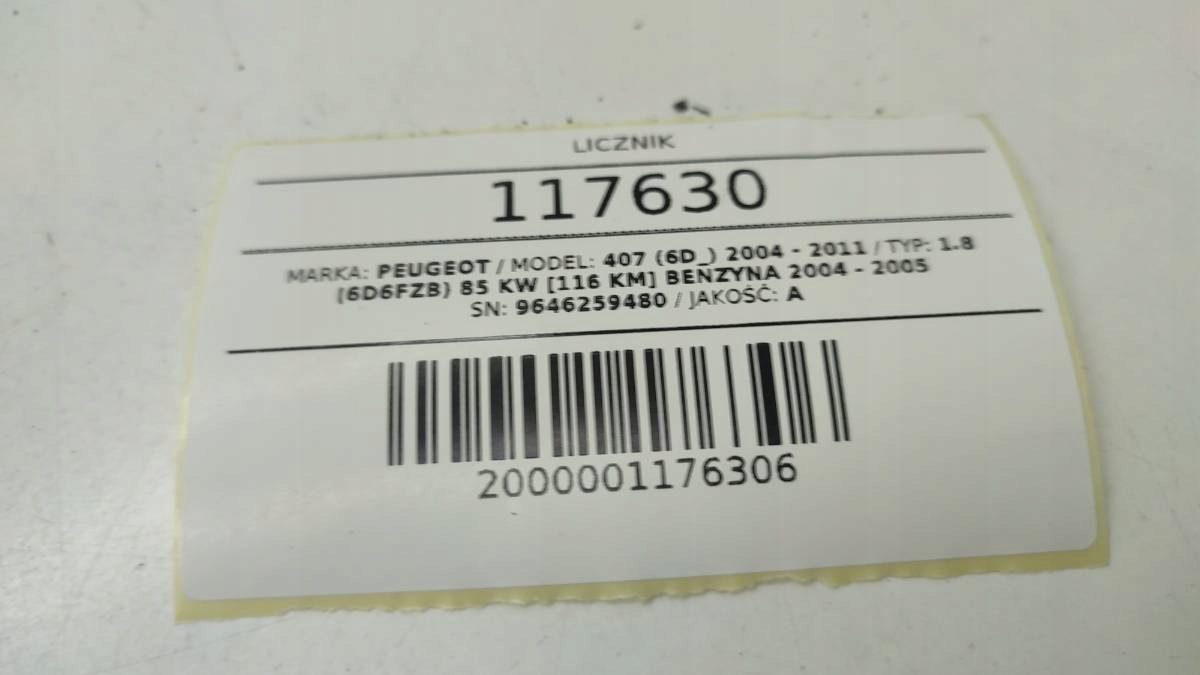 LICZNIK
117630
MARKA: PEUGEOT / MODEL: 407 (6D_) 2004 - 2011 / TYP: 1.8
(6D6FZB) 85 KW [116 KM] BENZYNA 2004 - 2005
SN: 9646259480 / JAKOŚĆ: A
2000001176306